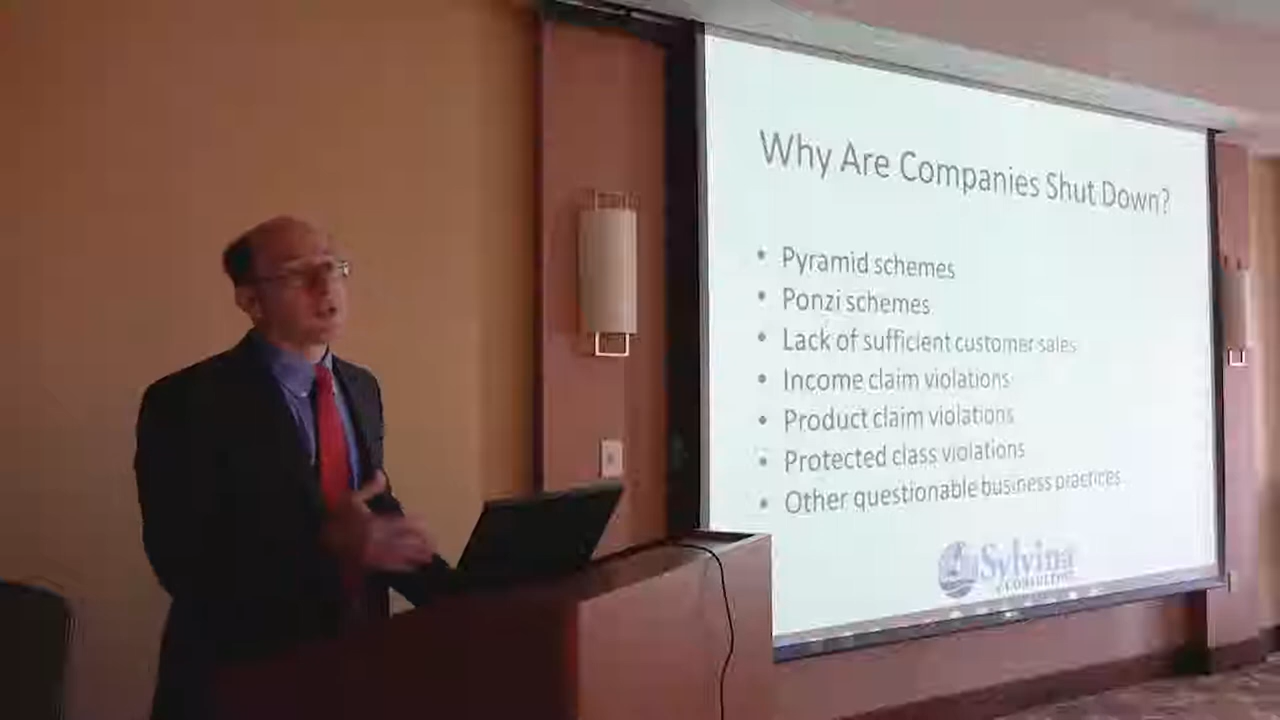 Why Are Companies Shut Down?
• Pyramid schemes
• Ponzi schemes
• Lack of sufficient customer sales
• Income claim violations
• Product claim violations
• Protected class violations
• Other questionable business practices
Sylvina
CONSULTING